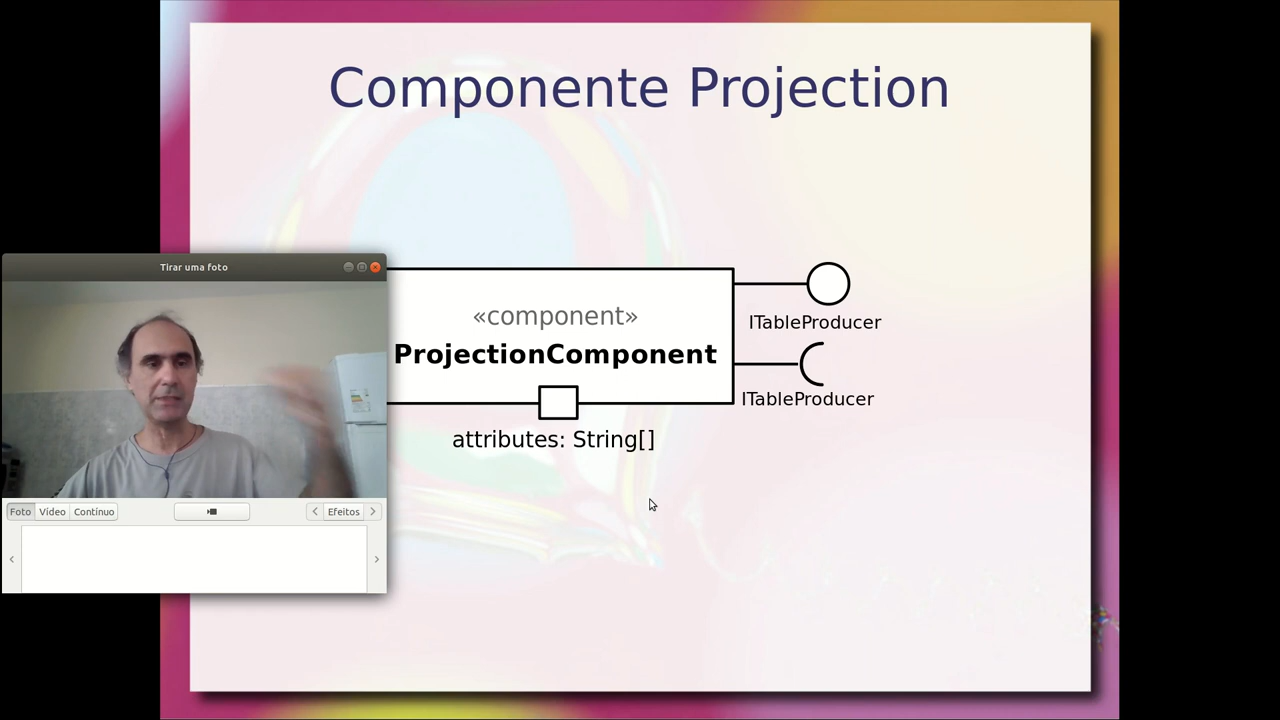 Componente Projection
Tirar uma foto
«component»
ProjectionComponent
ITableProducer
ITableProducer
attributes: String[]
Foto Vídeo Contínuo Efeitos